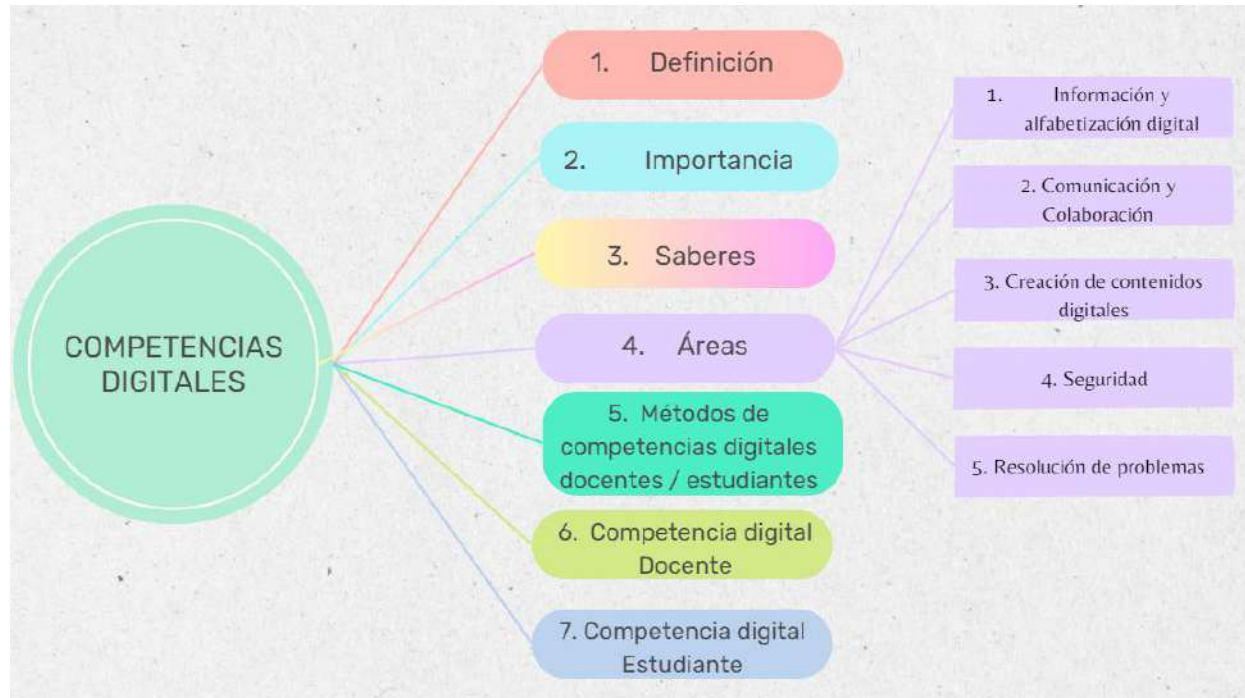 COMPETENCIAS
DIGITALES
1. Definición
2. Importancia
3. Saberes
4. Áreas
5. Métodos de
competencias digitales
docentes / estudiantes
6. Competencia digital
Docente
7. Competencia digital
Estudiante
1. Información y
alfabetización digital
2. Comunicación y
Colaboración
3. Creación de contenidos
digitales
4. Seguridad
5. Resolución de problemas